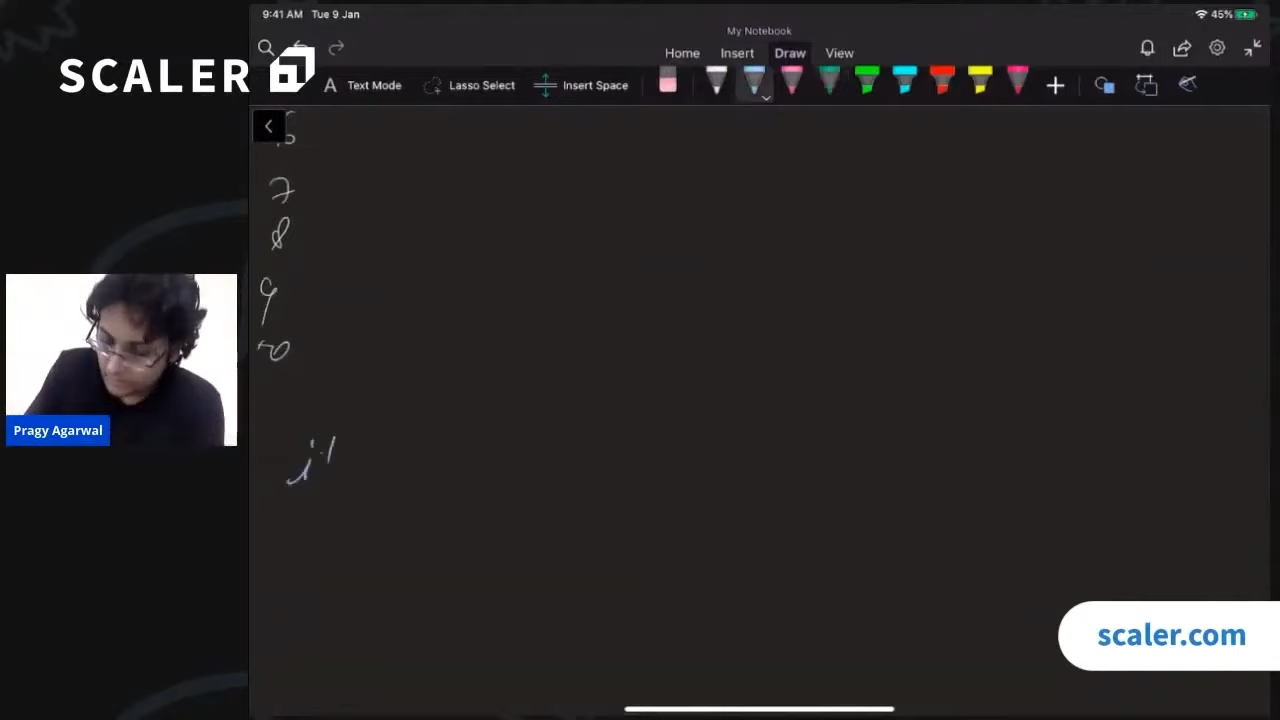 9:41 AM Tue 9 Jan
45%
My Notebook
SCALER
Home Insert Draw View
A Text Mode
Lasso Select
Insert Space
7
8
9
10
Pragy Agarwal
scaler.com